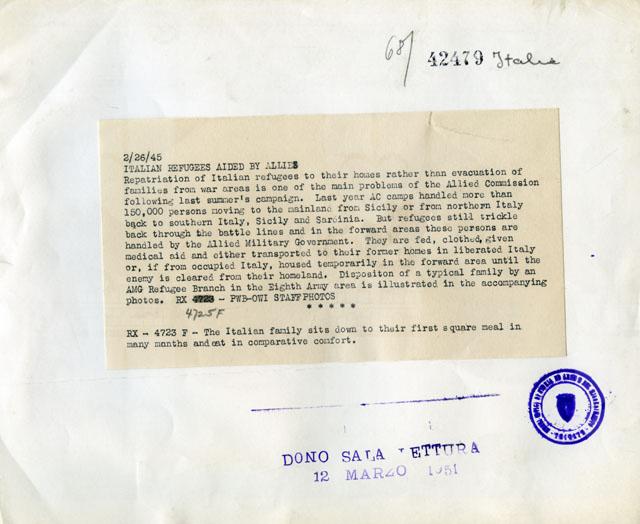 68/ 42479 Italia
2/26/45
ITALIAN REFUGEES AIDED BY ALLIES
Repatriation of Italian refugees to their homes rather than evacuation of
families from war areas is one of the main problems of the Allied Commission
following last summer's campaign. Last year AC camps handled more than
150,000 persons moving to the mainland from Sicily or from northern Italy
back to southern Italy, Sicily and Sardinia. But refugees still trickle
back through the battle lines and in the forward areas these persons are
handled by the Allied Military Government. They are fed, clothed, given
medical aid and either transported to their former homes in liberated Italy
or, if from occupied Italy, housed temporarily in the forward area until the
enemy is cleared from their homeland. Dispositon of a typical family by an
AMG Refugee Branch in the Eighth Army area is illustrated in the accompanying
photos. RX 4723 - PWB-OWI STAFF PHOTOS
4725F
* * * * *
RX - 4723 F - The Italian family sits down to their first square meal in
many months and eat in comparative comfort.
DONO SALA LETTURA
12 MARZO 1951